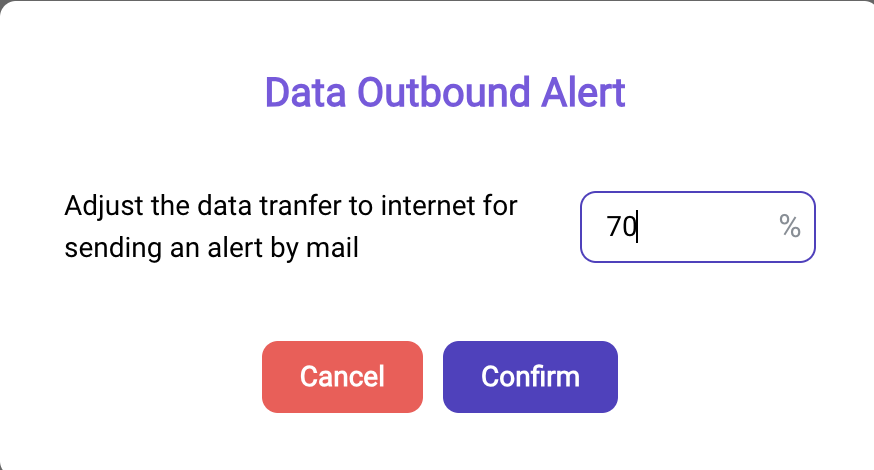 Data Outbound Alert
Adjust the data tranfer to internet for
sending an alert by mail
70 %
Cancel
Confirm